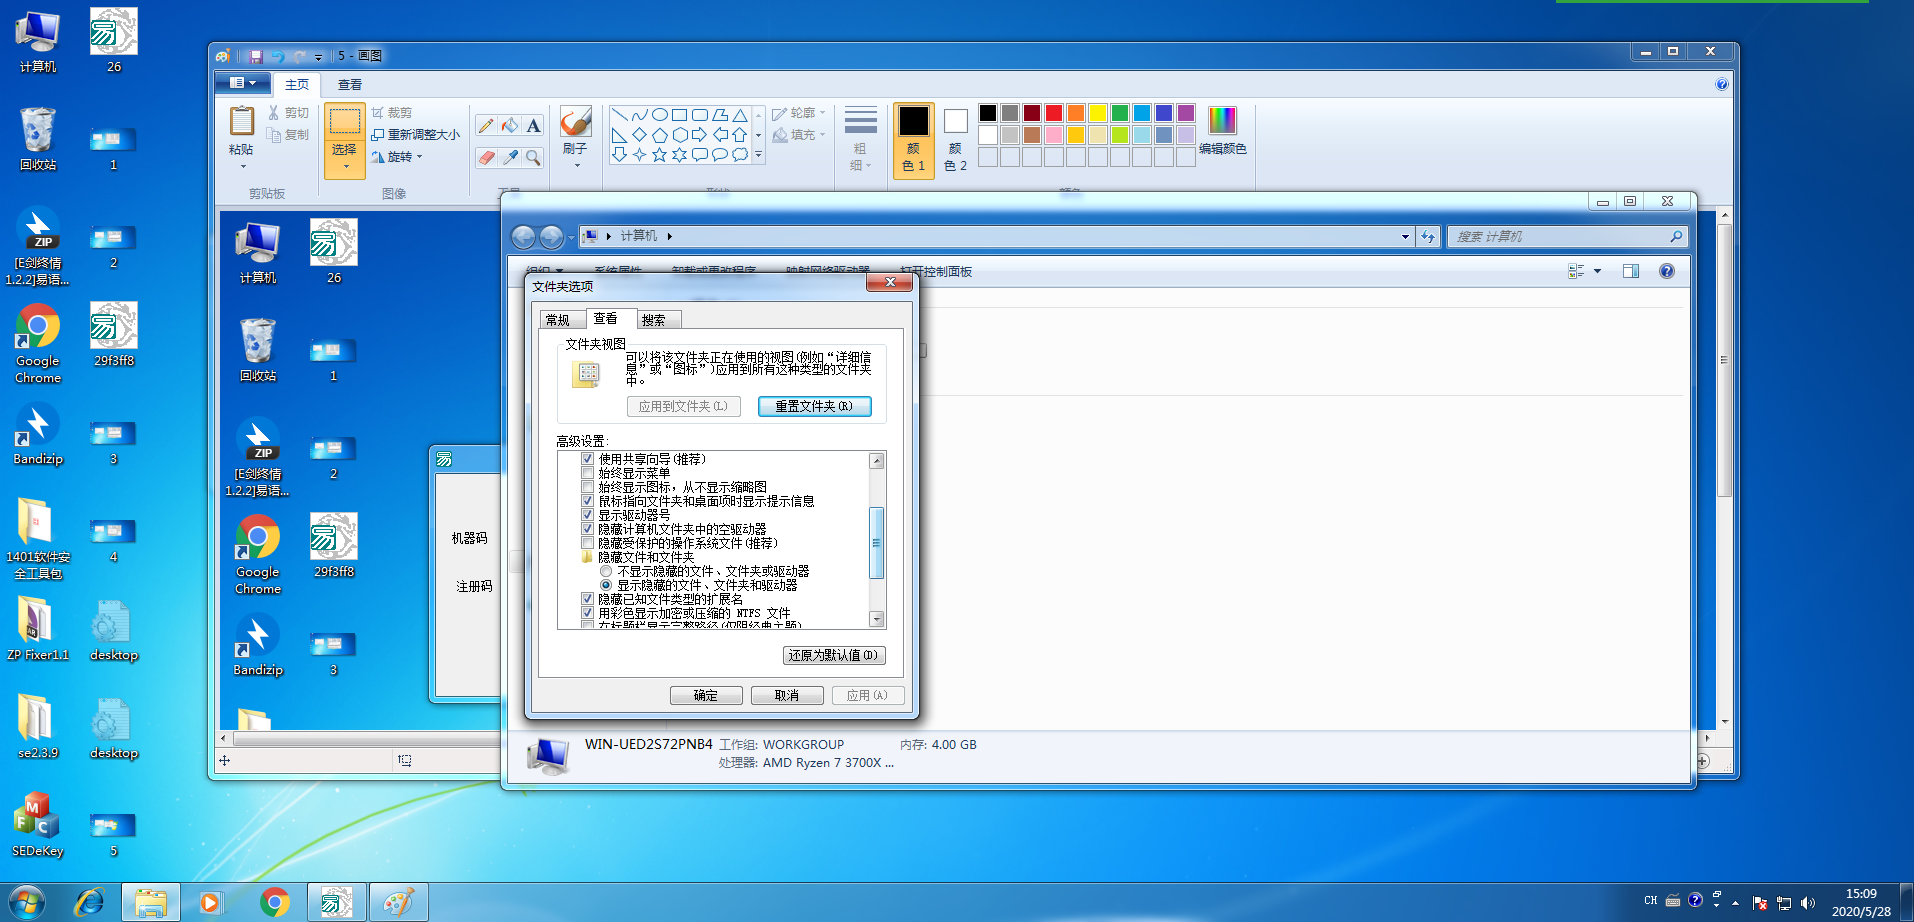 计算机
26
回收站
1
[E剑终情
1.2.2]易语...
2
Google
Chrome
29f3ff8
Bandizip
3
1401软件安
全工具包
4
ZP Fixer1.1
desktop
se2.3.9
desktop
SEDeKey
5
5 - 画图
主页
查看
粘贴
剪切
复制
剪贴板
选择
裁剪
重新调整大小
旋转
图像
刷子
轮廓
填充
粗
细
颜
色 1
颜
色 2
编辑颜色
计算机
26
回收站
1
[E剑终情
1.2.2]易语...
2
Google
Chrome
29f3ff8
Bandizip
3
机器码
注册码
计算机
搜索 计算机
组织
系统属性
卸载或更改程序
映射网络驱动器
打开控制面板
文件夹选项
常规
查看
搜索
文件夹视图
可以将该文件夹正在使用的视图(例如“详细信
息”或“图标”)应用到所有这种类型的文件夹
中。
应用到文件夹(L)
重置文件夹(R)
高级设置:
使用共享向导(推荐)
始终显示菜单
始终显示图标，从不显示缩略图
鼠标指向文件夹和桌面项时显示提示信息
显示驱动器号
隐藏计算机文件夹中的空驱动器
隐藏受保护的操作系统文件(推荐)
隐藏文件和文件夹
不显示隐藏的文件、文件夹或驱动器
显示隐藏的文件、文件夹和驱动器
隐藏已知文件类型的扩展名
用彩色显示加密或压缩的 NTFS 文件
在标题栏显示完整路径(仅限经典主题)
还原为默认值(D)
确定
取消
应用(A)
WIN-UED2S72PNB4 工作组: WORKGROUP 内存: 4.00 GB
处理器: AMD Ryzen 7 3700X ...
CH
15:09
2020/5/28